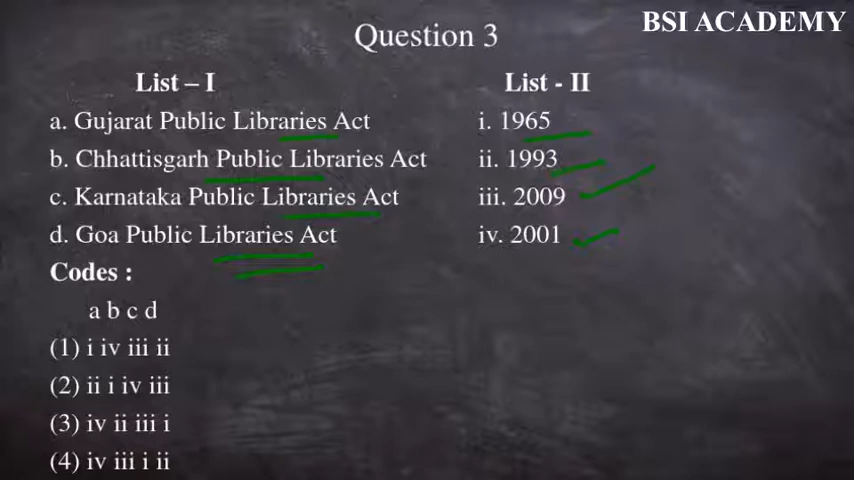 BSI ACADEMY
Question 3
List – I List - II
a. Gujarat Public Libraries Act i. 1965
b. Chhattisgarh Public Libraries Act ii. 1993
c. Karnataka Public Libraries Act iii. 2009
d. Goa Public Libraries Act iv. 2001
Codes :
a b c d
(1) i iv iii ii
(2) ii i iv iii
(3) iv ii iii i
(4) iv iii i ii